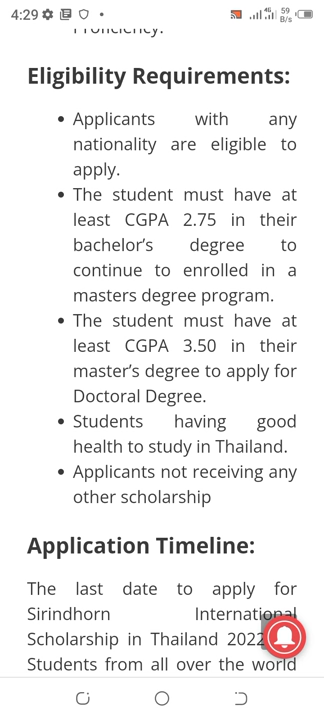 4:29
4G
59
B/s
Proficiency.
Eligibility Requirements:
Applicants with any
nationality are eligible to
apply.
The student must have at
least CGPA 2.75 in their
bachelor’s degree to
continue to enrolled in a
masters degree program.
The student must have at
least CGPA 3.50 in their
master’s degree to apply for
Doctoral Degree.
Students having good
health to study in Thailand.
Applicants not receiving any
other scholarship
Application Timeline:
The last date to apply for
Sirindhorn International
Scholarship in Thailand 2022
Students from all over the world